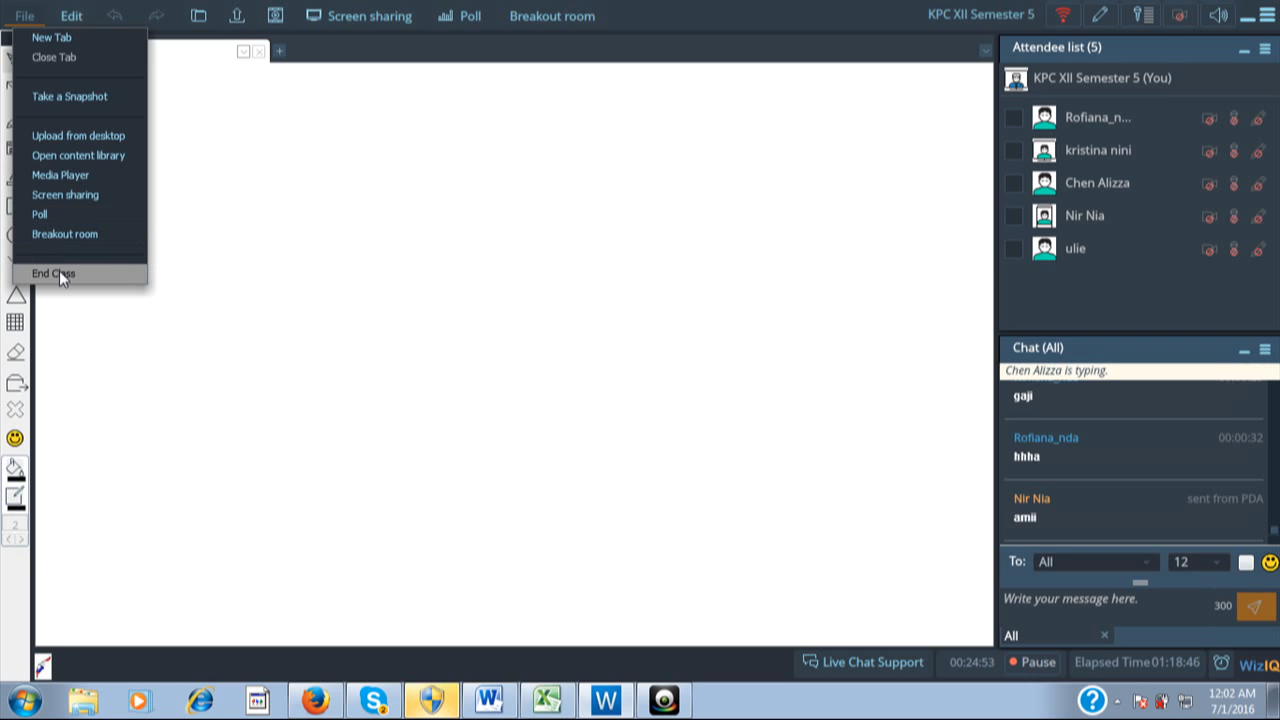 File Edit Screen sharing Poll Breakout room KPC XII Semester 5
New Tab
Close Tab
Take a Snapshot
Upload from desktop
Open content library
Media Player
Screen sharing
Poll
Breakout room
End Class
Attendee list (5)
KPC XII Semester 5 (You)
Rofiana_n...
kristina nini
Chen Alizza
Nir Nia
ulie
Chat (All)
Chen Alizza is typing.
gaji
Rofiana_nda 00:00:32
hhha
Nir Nia sent from PDA
amii
To: All 12
Write your message here. 300
All
2
Live Chat Support 00:24:53 Pause Elapsed Time 01:18:46 WizIQ
12:02 AM
7/1/2016